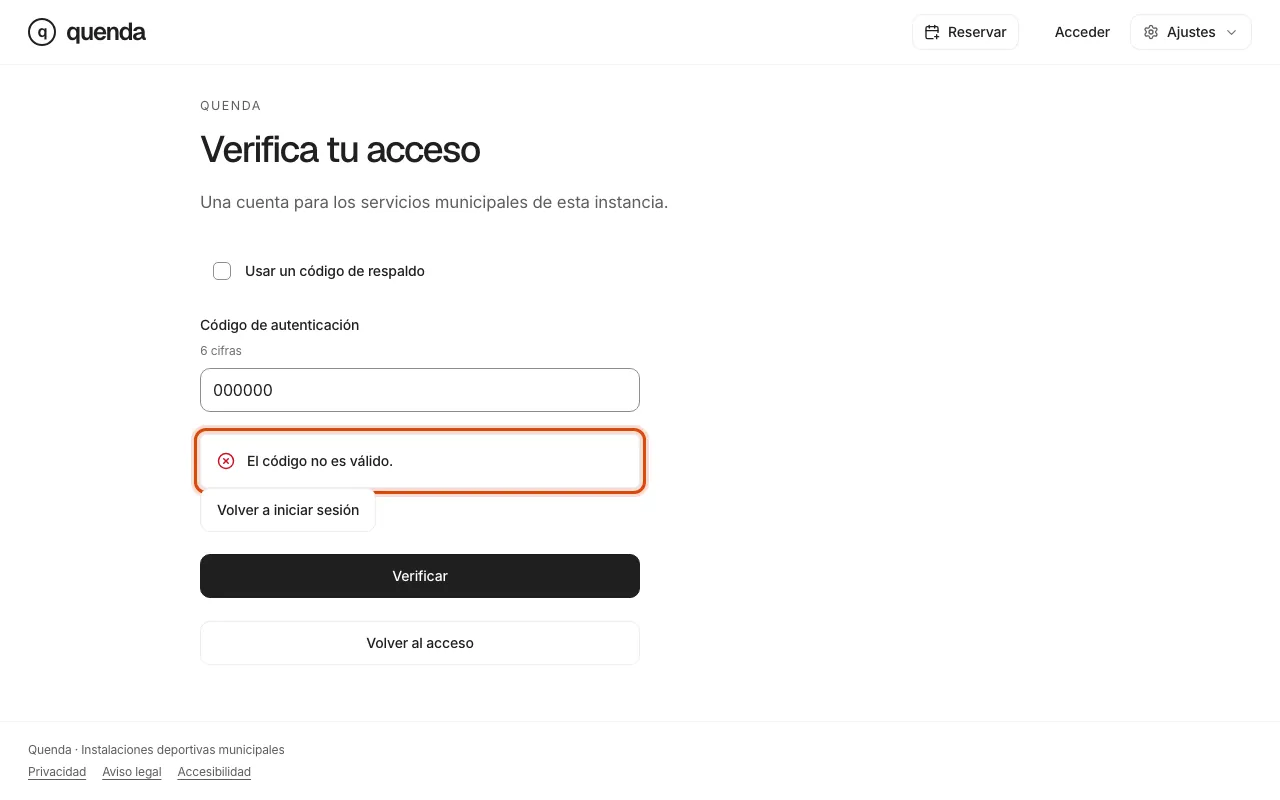 q quenda
Reservar
Acceder
Ajustes
QUENDA
Verifica tu acceso
Una cuenta para los servicios municipales de esta instancia.
Usar un código de respaldo
Código de autenticación
6 cifras
000000
El código no es válido.
Volver a iniciar sesión
Verificar
Volver al acceso
Quenda · Instalaciones deportivas municipales
Privacidad Aviso legal Accesibilidad